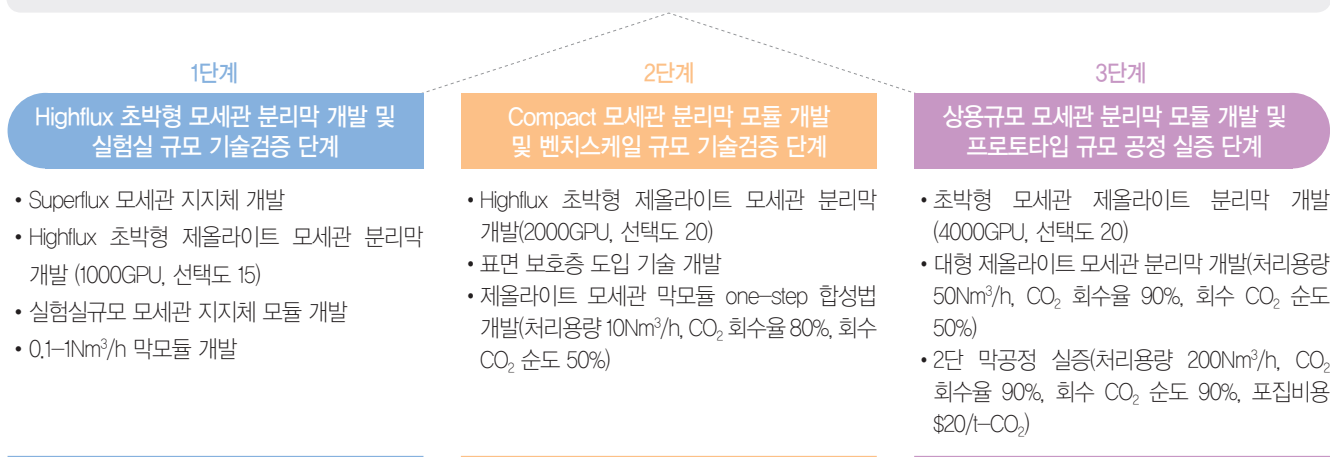 1단계
Highflux 초박형 모세관 분리막 개발 및
실험실 규모 기술검증 단계
• Superflux 모세관 지지체 개발
• Highflux 초박형 제올라이트 모세관 분리막
개발 (1000GPU, 선택도 15)
• 실험실규모 모세관 지지체 모듈 개발
• 0.1–1Nm³/h 막모듈 개발
2단계
Compact 모세관 분리막 모듈 개발
및 벤치스케일 규모 기술검증 단계
• Highflux 초박형 제올라이트 모세관 분리막
개발(2000GPU, 선택도 20)
• 표면 보호층 도입 기술 개발
• 제올라이트 모세관 막모듈 one–step 합성법
개발(처리용량 10Nm³/h, CO₂ 회수율 80%, 회수
CO₂ 순도 50%)
3단계
상용규모 모세관 분리막 모듈 개발 및
프로토타입 규모 공정 실증 단계
• 초박형 모세관 제올라이트 분리막 개발
(4000GPU, 선택도 20)
• 대형 제올라이트 모세관 분리막 개발(처리용량
50Nm³/h, CO₂ 회수율 90%, 회수 CO₂ 순도
50%)
• 2단 막공정 실증(처리용량 200Nm³/h, CO₂
회수율 90%, 회수 CO₂ 순도 90%, 포집비용
$20/t–CO₂)